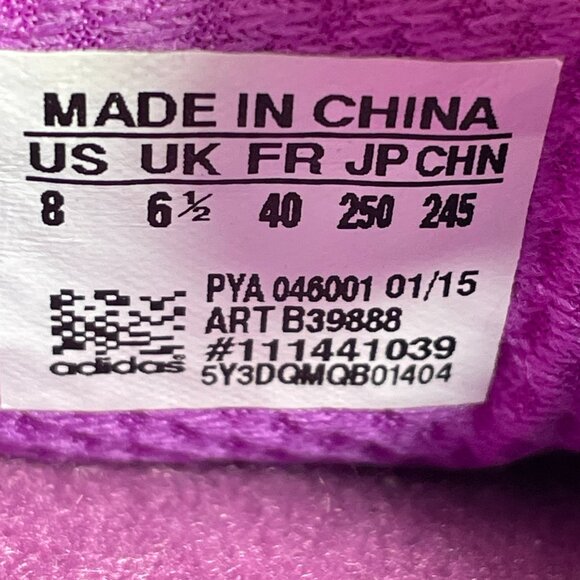 MADE IN CHINA
US UK FR JP CHN
8 6½ 40 250 245
PYA 046001 01/15
ART B39888
#111441039
adidas 5Y3DQMQB01404